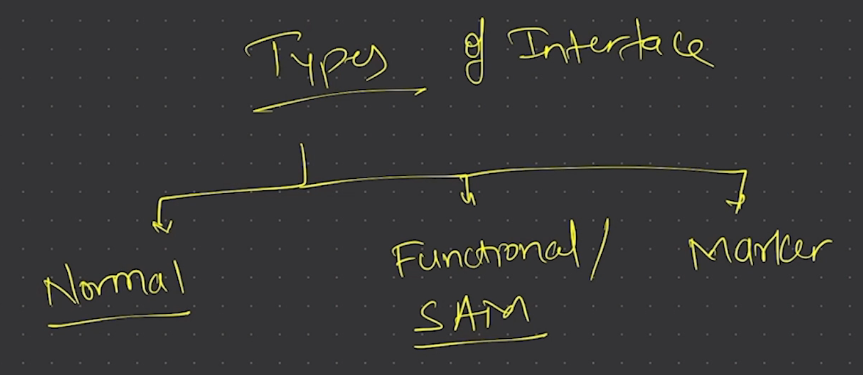 Types of Interface
Normal
Functional/
SAM
Marker